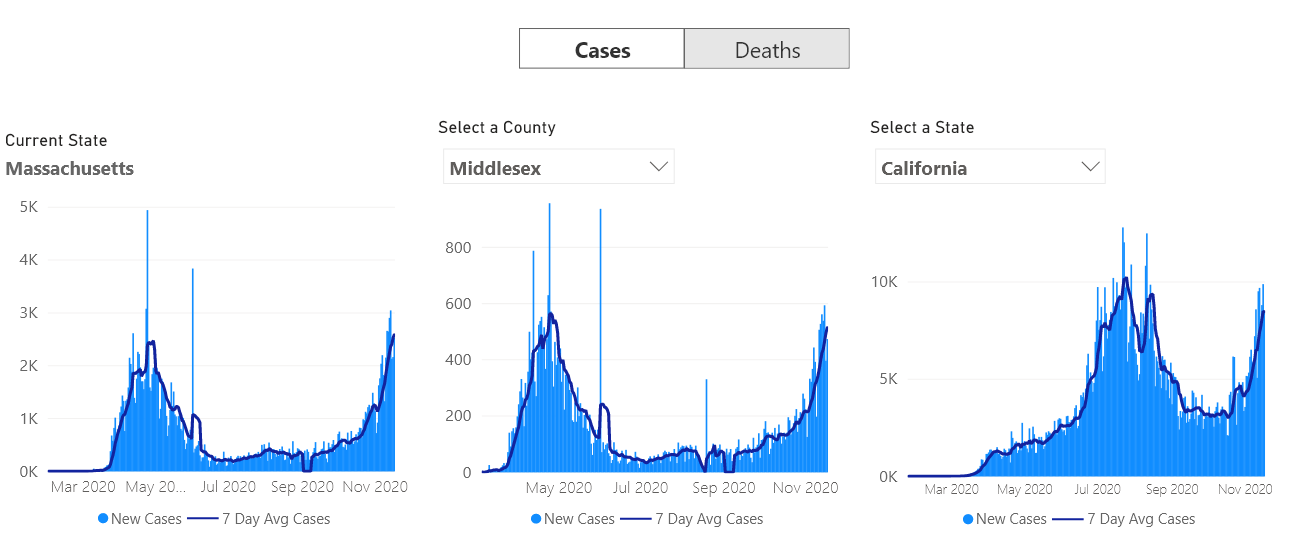 Cases Deaths
Current State
Massachusetts
5K
4K
3K
2K
1K
0K
Mar 2020 May 20... Jul 2020 Sep 2020 Nov 2020
New Cases 7 Day Avg Cases
Select a County
Middlesex
800
600
400
200
0
May 2020 Jul 2020 Sep 2020 Nov 2020
New Cases 7 Day Avg Cases
Select a State
California
10K
5K
0K
Mar 2020 May 2020 Jul 2020 Sep 2020 Nov 2020
New Cases 7 Day Avg Cases